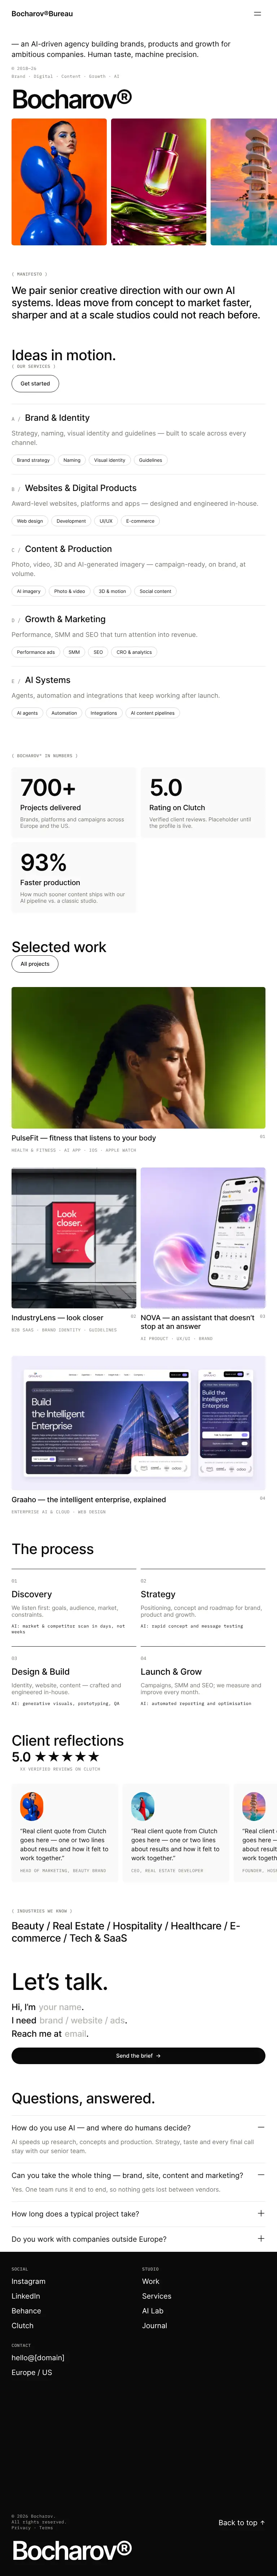 Bocharov®Bureau
— an AI-driven agency building brands, products and growth for
ambitious companies. Human taste, machine precision.
© 2018—26
Brand · Digital · Content · Growth · AI
Bocharov®
( MANIFESTO )
We pair senior creative direction with our own AI
systems. Ideas move from concept to market faster,
sharper and at a scale studios could not reach before.
Ideas in motion.
( OUR SERVICES )
Get started
A / Brand & Identity
Strategy, naming, visual identity and guidelines — built to scale across every
channel.
Brand strategy Naming Visual identity Guidelines
B / Websites & Digital Products
Award-level websites, platforms and apps — designed and engineered in-house.
Web design Development UI/UX E-commerce
C / Content & Production
Photo, video, 3D and AI-generated imagery — campaign-ready, on brand, at
volume.
AI imagery Photo & video 3D & motion Social content
D / Growth & Marketing
Performance, SMM and SEO that turn attention into revenue.
Performance ads SMM SEO CRO & analytics
E / AI Systems
Agents, automation and integrations that keep working after launch.
AI agents Automation Integrations AI content pipelines
( BOCHAROV® IN NUMBERS )
700+
Projects delivered
Brands, platforms and campaigns across
Europe and the US.
5.0
Rating on Clutch
Verified client reviews. Placeholder until
the profile is live.
93%
Faster production
How much sooner content ships with our
AI pipeline vs. a classic studio.
Selected work
All projects
PulseFit — fitness that listens to your body
01
HEALTH & FITNESS · AI APP · IOS · APPLE WATCH
Look
closer.
IndustryLens — look closer
02
B2B SAAS · BRAND IDENTITY · GUIDELINES
NOVA — an assistant that doesn't
stop at an answer
03
AI PRODUCT · UX/UI · BRAND
Build
the Intelligent
Enterprise
Build the
Intelligent
Enterprise
Graaho — the intelligent enterprise, explained
04
ENTERPRISE AI & CLOUD · WEB DESIGN
The process
01
Discovery
We listen first: goals, audience, market,
constraints.
AI: market & competitor scan in days, not
weeks
02
Strategy
Positioning, concept and roadmap for brand,
product and growth.
AI: rapid concept and message testing
03
Design & Build
Identity, website, content — crafted and
engineered in-house.
AI: generative visuals, prototyping, QA
04
Launch & Grow
Campaigns, SMM and SEO; we measure and
improve every month.
AI: automated reporting and optimisation
Client reflections
5.0 ★★★★★
XX VERIFIED REVIEWS ON CLUTCH
"Real client quote from Clutch
goes here — one or two lines
about results and how it felt to
work together."
HEAD OF MARKETING, BEAUTY BRAND
"Real client quote from Clutch
goes here — one or two lines
about results and how it felt to
work together."
CEO, REAL ESTATE DEVELOPER
"Real client
goes here —
about results
work together
FOUNDER,
( INDUSTRIES WE KNOW )
Beauty / Real Estate / Hospitality / Healthcare / E-
commerce / Tech & SaaS
Let's talk.
Hi, I'm your name.
I need brand / website / ads.
Reach me at email.
Send the brief →
Questions, answered.
How do you use AI — and where do humans decide?
AI speeds up research, concepts and production. Strategy, taste and every final call
stay with our senior team.
Can you take the whole thing — brand, site, content and marketing?
Yes. One team runs it end to end, so nothing gets lost between vendors.
How long does a typical project take?
Do you work with companies outside Europe?
SOCIAL
Instagram
LinkedIn
Behance
Clutch
STUDIO
Work
Services
AI Lab
Journal
CONTACT
hello@[domain]
Europe / US
© 2026 Bocharov.
All rights reserved.
Privacy · Terms
Back to top ↑
Bocharov®